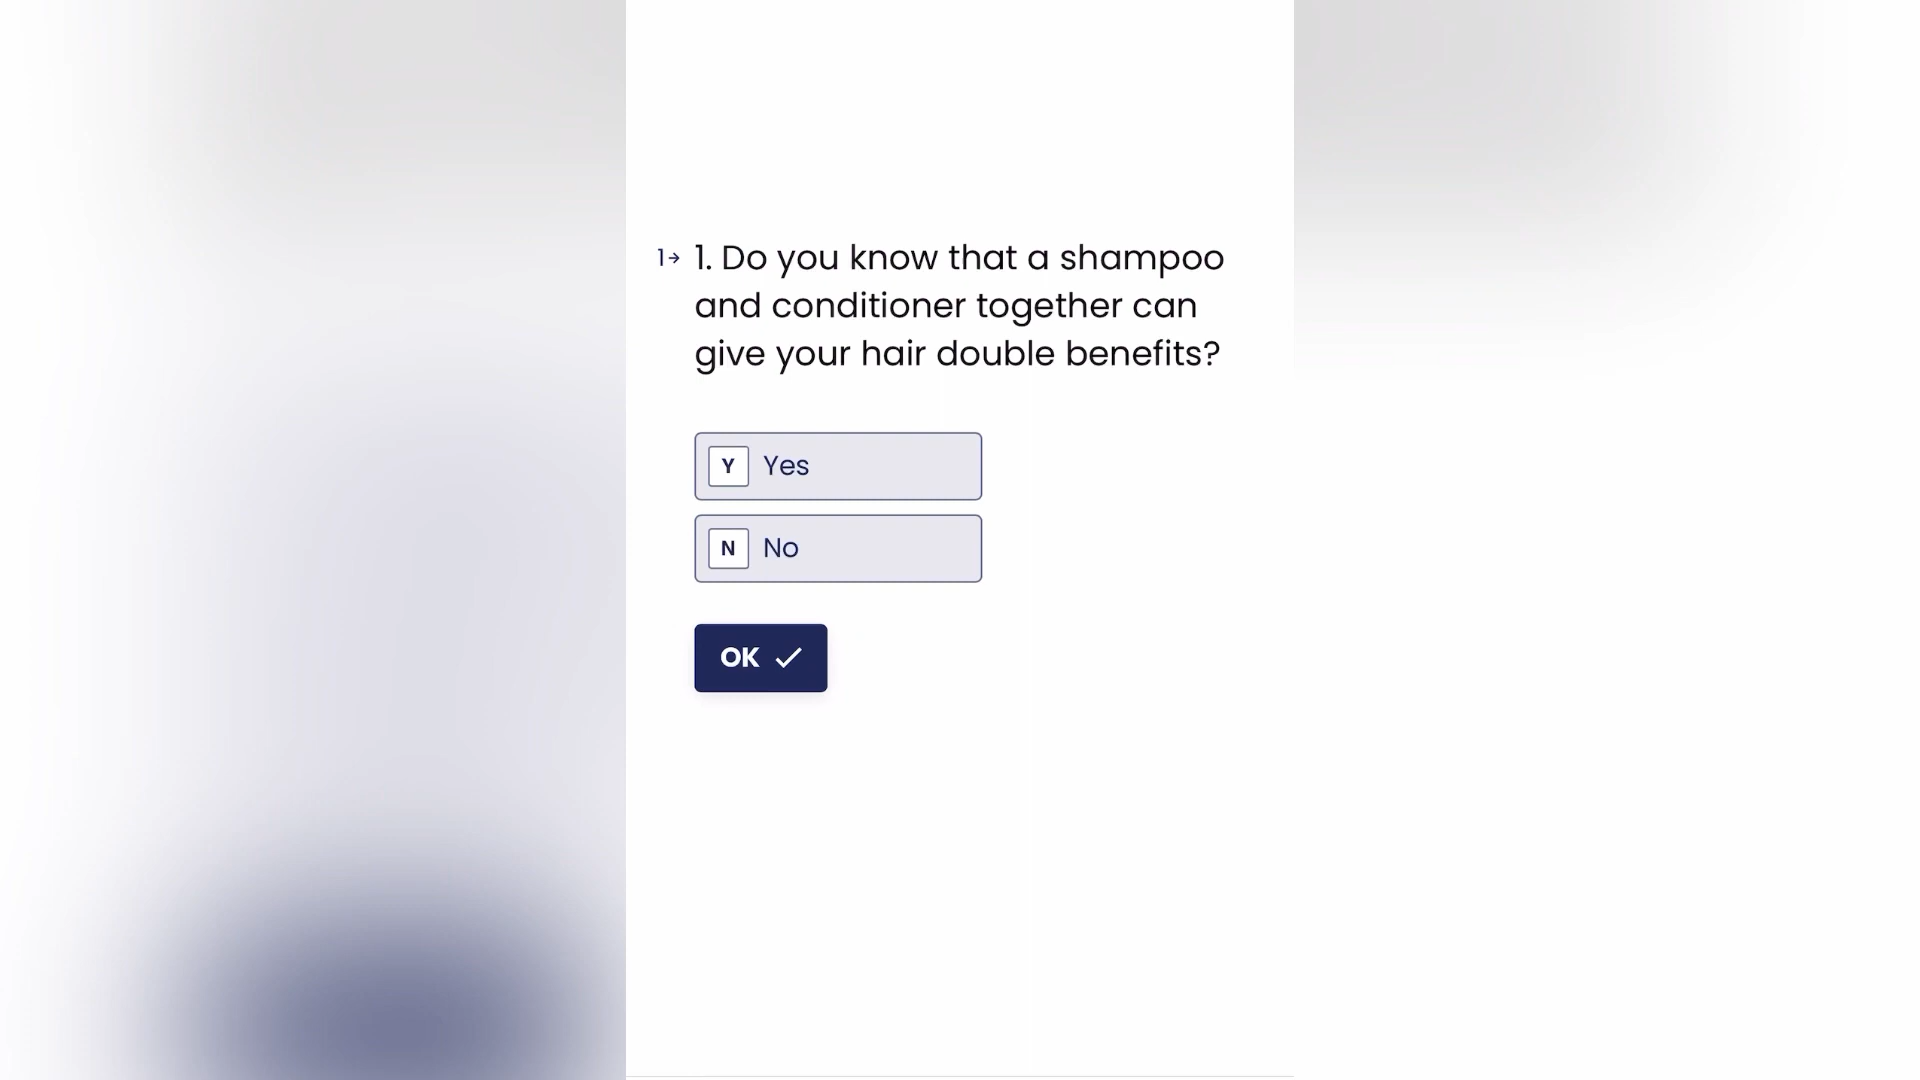 1→ 1. Do you know that a shampoo
and conditioner together can
give your hair double benefits?
Y Yes
N No
OK